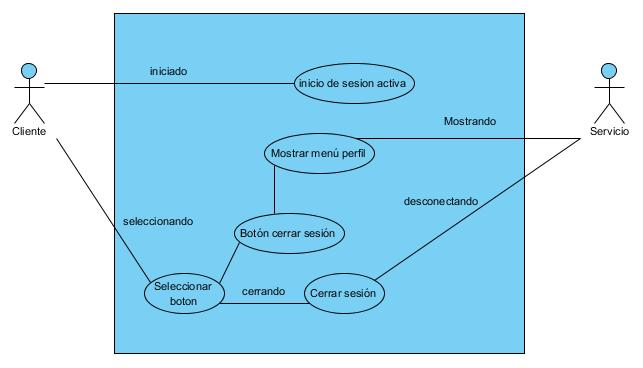 iniciado
inicio de sesion activa
Cliente
Servicio
Mostrando
Mostrar menú perfil
desconectando
seleccionando
Botón cerrar sesión
Seleccionar
boton
cerrando
Cerrar sesión